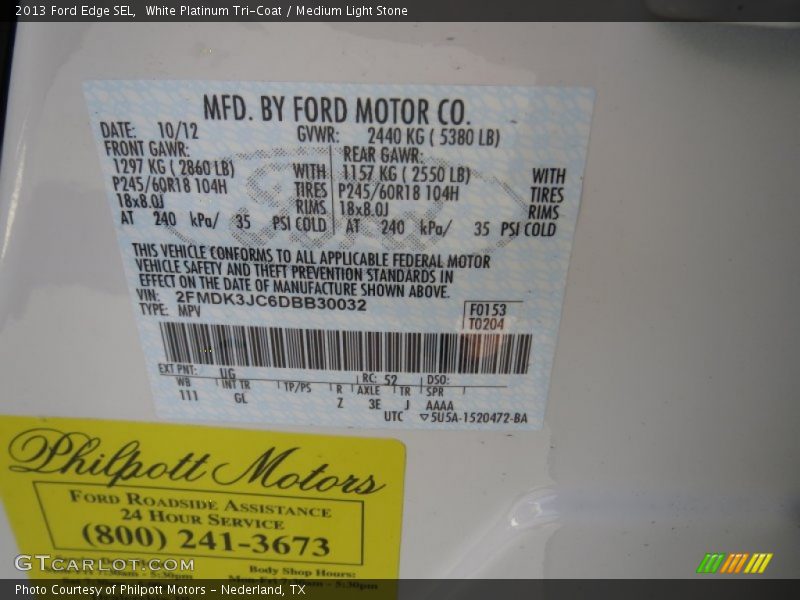 2013 Ford Edge SEL,  White Platinum Tri-Coat / Medium Light Stone
MFD. BY FORD MOTOR CO.
DATE: 10/12 GVWR: 2440 KG ( 5380 LB)
FRONT GAWR: REAR GAWR:
1297 KG ( 2860 LB) WITH 1157 KG ( 2550 LB) WITH
P245/60R18 104H TIRES P245/60R18 104H TIRES
18x8.0J RIMS 18x8.0J RIMS
AT 240 kPa/ 35 PSI COLD AT 240 kPa/ 35 PSI COLD
THIS VEHICLE CONFORMS TO ALL APPLICABLE FEDERAL MOTOR
VEHICLE SAFETY AND THEFT PREVENTION STANDARDS IN
EFFECT ON THE DATE OF MANUFACTURE SHOWN ABOVE.
VIN: 2FMDK3JC6DBB30032
TYPE: MPV
F0153
T0204
EXT PNT: UG RC: 52 DSO:
WB INT TR TP/PS R AXLE TR SPR
111 GL Z 3E J AAAA
UTC ▽5U5A-1520472-BA
Philpott Motors
FORD ROADSIDE ASSISTANCE
24 HOUR SERVICE
(800) 241-3673
Body Shop Hours:
GTCARLOT.COM
Photo Courtesy of Philpott Motors - Nederland, TX